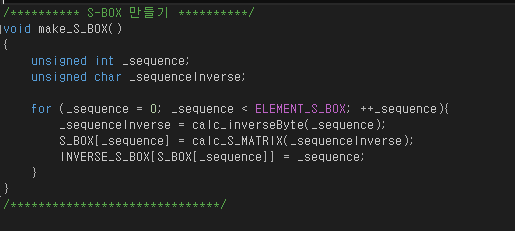 /********** S-BOX 만들기 **********/
void make_S_BOX()
{
    unsigned int _sequence;
    unsigned char _sequenceInverse;

    for (_sequence = 0; _sequence < ELEMENT_S_BOX; ++_sequence){
        _sequenceInverse = calc_inverseByte(_sequence);
        S_BOX[_sequence] = calc_S_MATRIX(_sequenceInverse);
        INVERSE_S_BOX[S_BOX[_sequence]] = _sequence;
    }
}
/******************************/